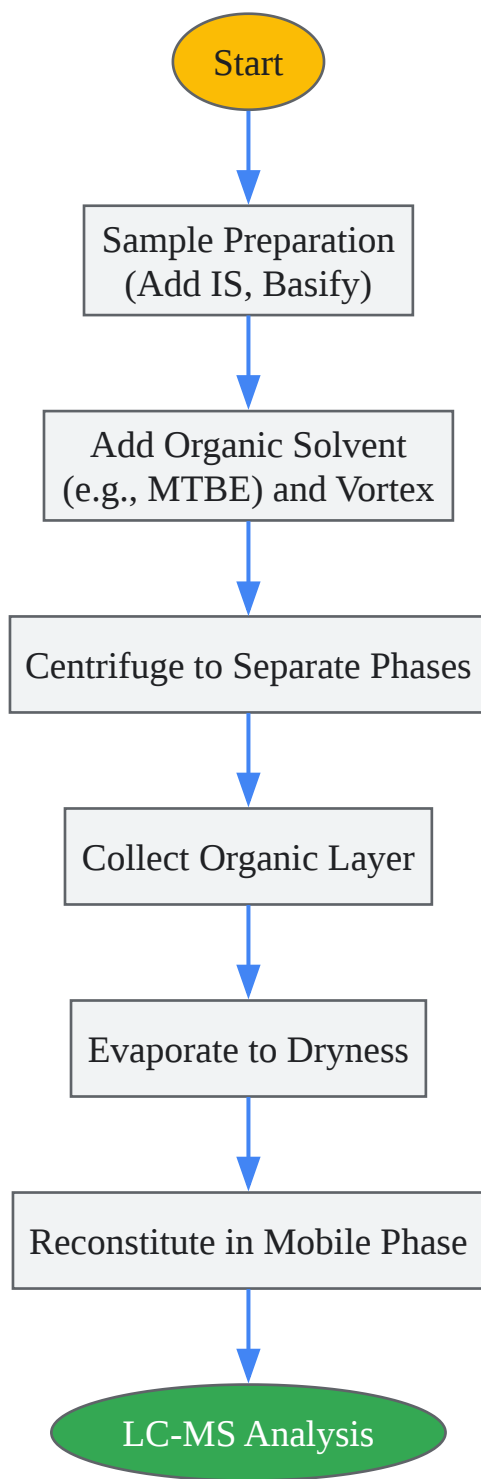 Start
Sample Preparation
(Add IS, Basify)
Add Organic Solvent
(e.g., MTBE) and Vortex
Centrifuge to Separate Phases
Collect Organic Layer
Evaporate to Dryness
Reconstitute in Mobile Phase
LC-MS Analysis